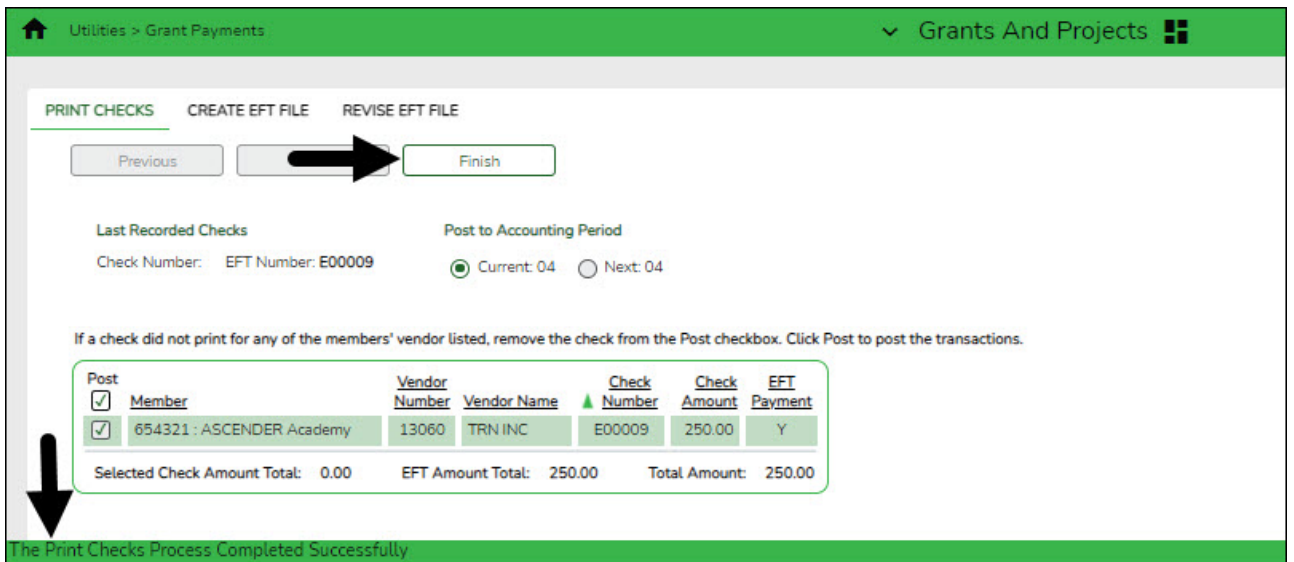 Utilities > Grant Payments
Grants And Projects
PRINT CHECKS CREATE EFT FILE REVISE EFT FILE
Previous Finish
Last Recorded Checks Post to Accounting Period
Check Number: EFT Number: E00009 Current: 04 Next: 04
If a check did not print for any of the members' vendor listed, remove the check from the Post checkbox. Click Post to post the transactions.
Post Vendor Check Check EFT
Member Number Vendor Name Number Amount Payment
654321 : ASCENDER Academy 13060 TRN INC E00009 250.00 Y
Selected Check Amount Total: 0.00 EFT Amount Total: 250.00 Total Amount: 250.00
The Print Checks Process Completed Successfully